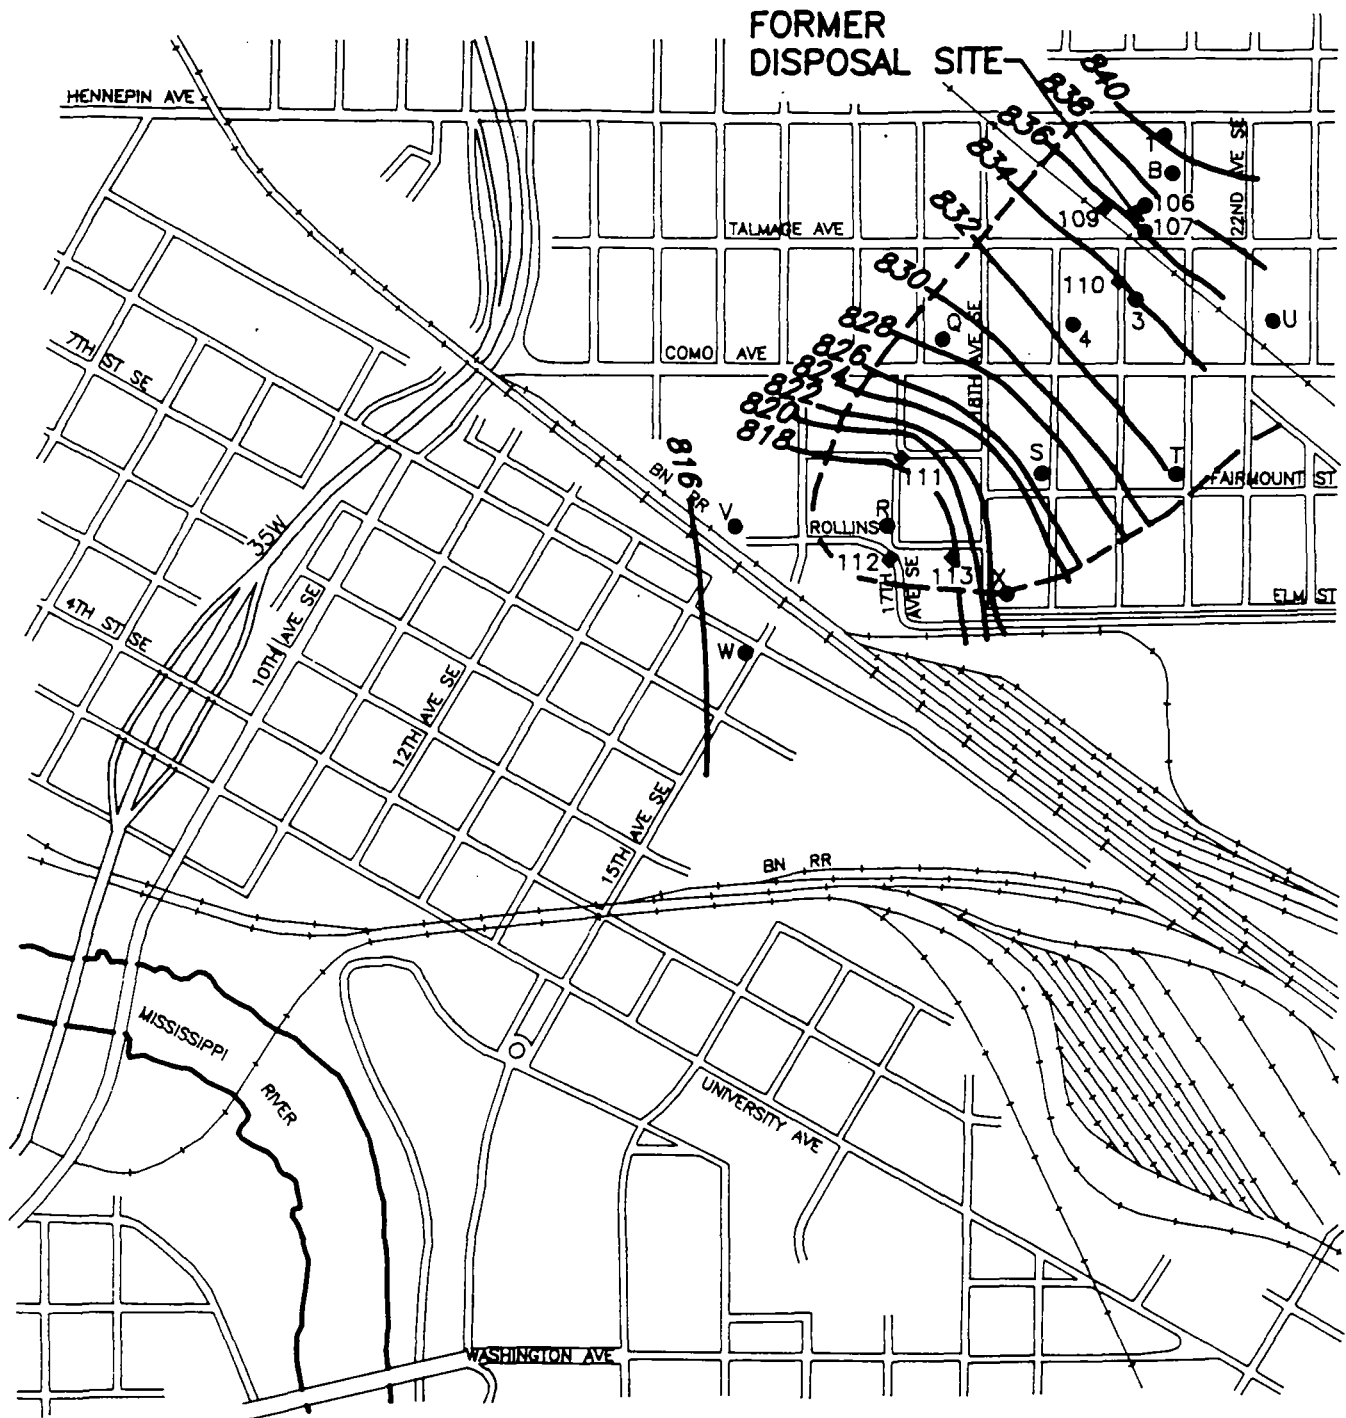 FORMER
DISPOSAL SITE
HENNEPIN AVE
840
838
836
834
832
830
828
826
824
822
820
818
816
1
B
106
109
107
22ND AVE SE
TALMAGE AVE
110
3
4
Q
U
COMO AVE
18TH AVE SE
7TH ST SE
S
T
111
FAIRMOUNT ST
BN RR
V
R
ROLLINS
112
113
X
17TH AVE SE
ELM ST
35W
4TH ST SE
10TH AVE SE
W
12TH AVE SE
15TH AVE SE
BN RR
MISSISSIPPI
RIVER
UNIVERSITY AVE
WASHINGTON AVE